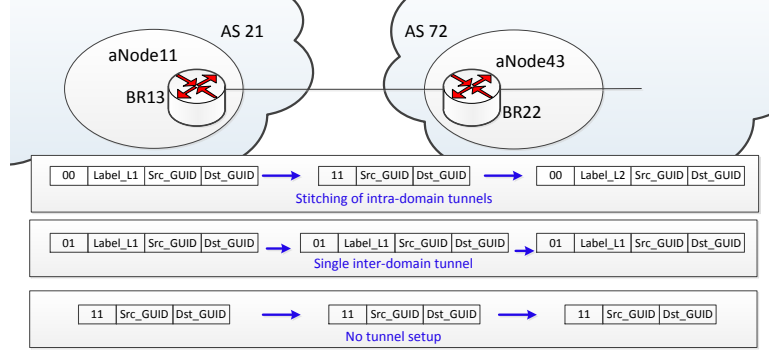 AS 21
AS 72
aNode11
aNode43
BR13
BR22
00 Label_L1 Src_GUID Dst_GUID 11 Src_GUID Dst_GUID 00 Label_L2 Src_GUID Dst_GUID
Stitching of intra-domain tunnels
01 Label_L1 Src_GUID Dst_GUID 01 Label_L1 Src_GUID Dst_GUID 01 Label_L1 Src_GUID Dst_GUID
Single inter-domain tunnel
11 Src_GUID Dst_GUID 11 Src_GUID Dst_GUID 11 Src_GUID Dst_GUID
No tunnel setup